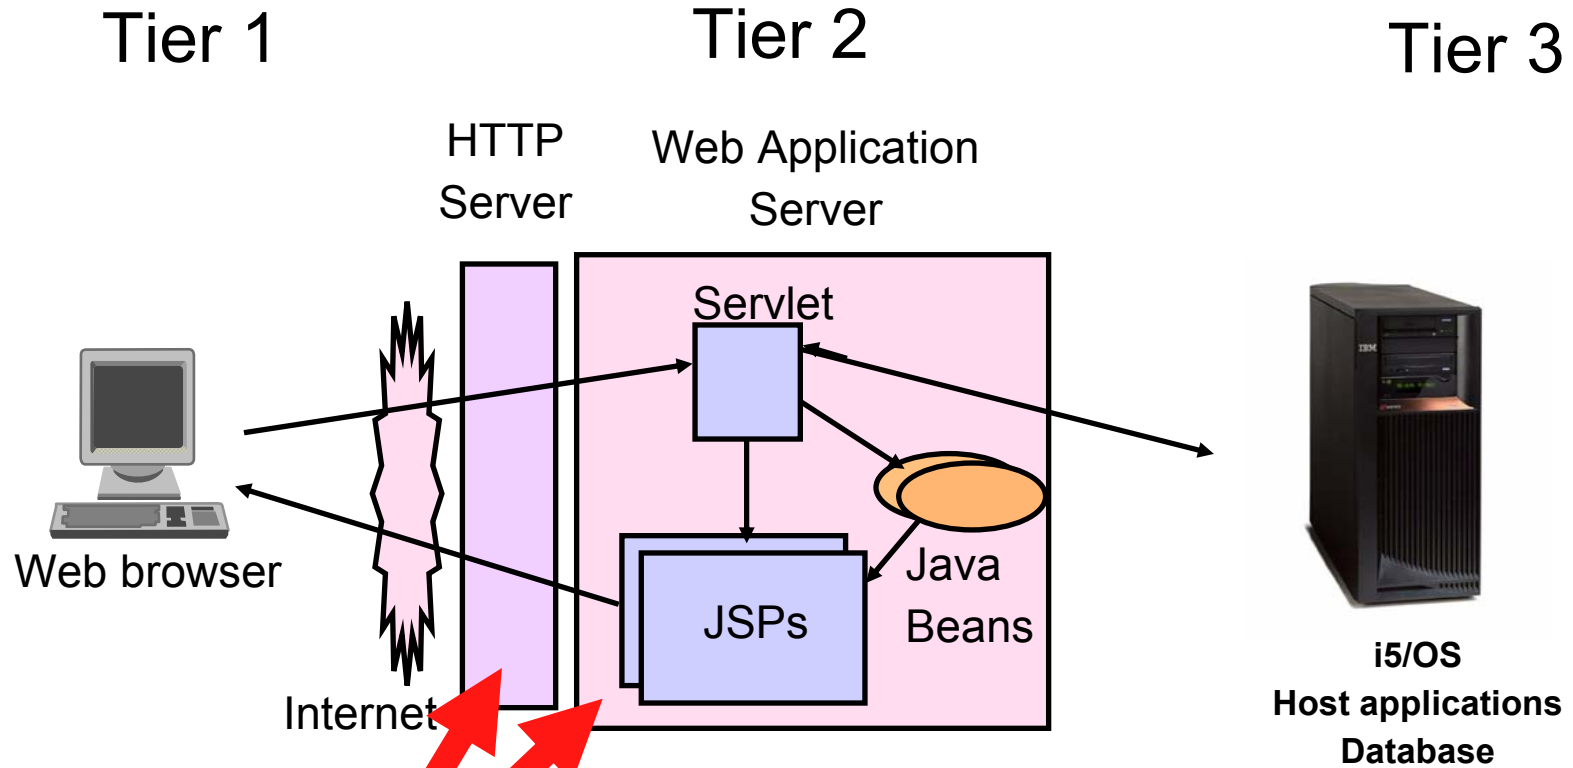 Tier 1
Tier 2
Tier 3
HTTP
Server
Web Application
Server
Servlet
IBM
Web browser
Internet
JSPs
Java
Beans
i5/OS
Host applications
Database